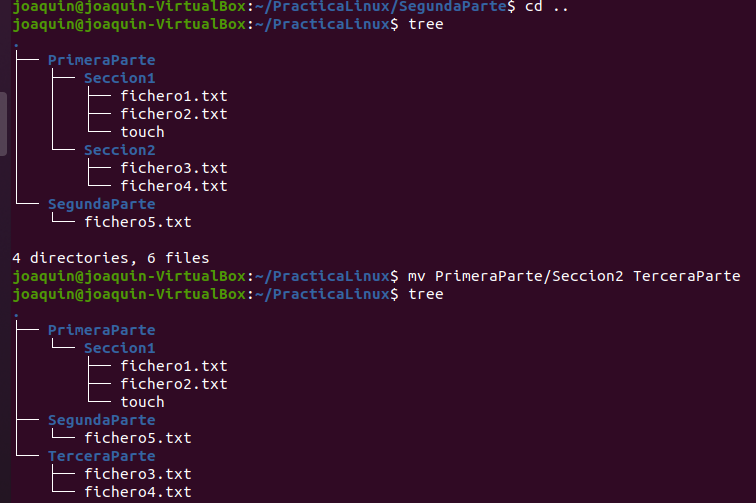 joaquin@joaquin-VirtualBox:~/PracticaLinux/SegundaParte$ cd ..
joaquin@joaquin-VirtualBox:~/PracticaLinux$ tree
.
├── PrimeraParte
│   ├── Seccion1
│   │   ├── fichero1.txt
│   │   ├── fichero2.txt
│   │   └── touch
│   └── Seccion2
│       ├── fichero3.txt
│       └── fichero4.txt
└── SegundaParte
    └── fichero5.txt

4 directories, 6 files
joaquin@joaquin-VirtualBox:~/PracticaLinux$ mv PrimeraParte/Seccion2 TerceraParte
joaquin@joaquin-VirtualBox:~/PracticaLinux$ tree
.
├── PrimeraParte
│   └── Seccion1
│       ├── fichero1.txt
│       ├── fichero2.txt
│       └── touch
├── SegundaParte
│   └── fichero5.txt
└── TerceraParte
    ├── fichero3.txt
    └── fichero4.txt